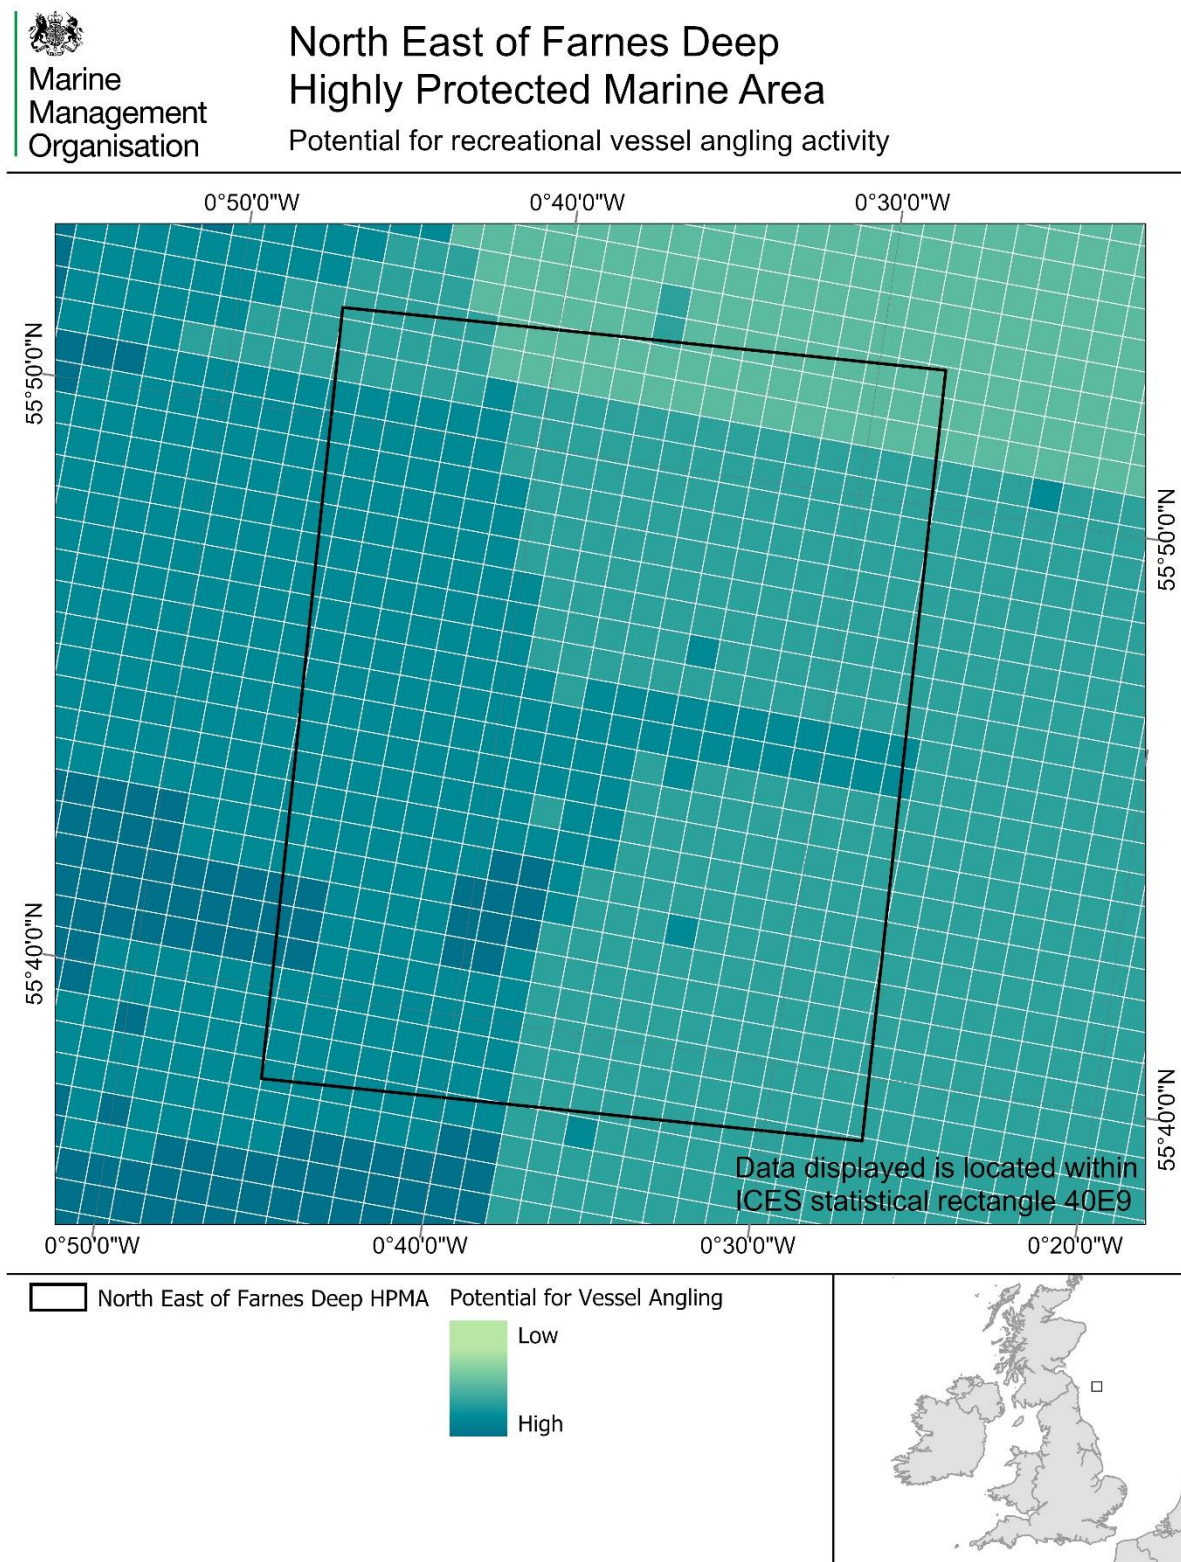 Marine
Management
Organisation
North East of Farnes Deep
Highly Protected Marine Area
Potential for recreational vessel angling activity
0°50'0"W
0°40'0"W
0°30'0"W
55°50'0"N
55°50'0"N
55°40'0"N
55°40'0"N
Data displayed is located within
ICES statistical rectangle 40E9
0°50'0"W
0°40'0"W
0°30'0"W
0°20'0"W
North East of Farnes Deep HPMA
Potential for Vessel Angling
Low
High